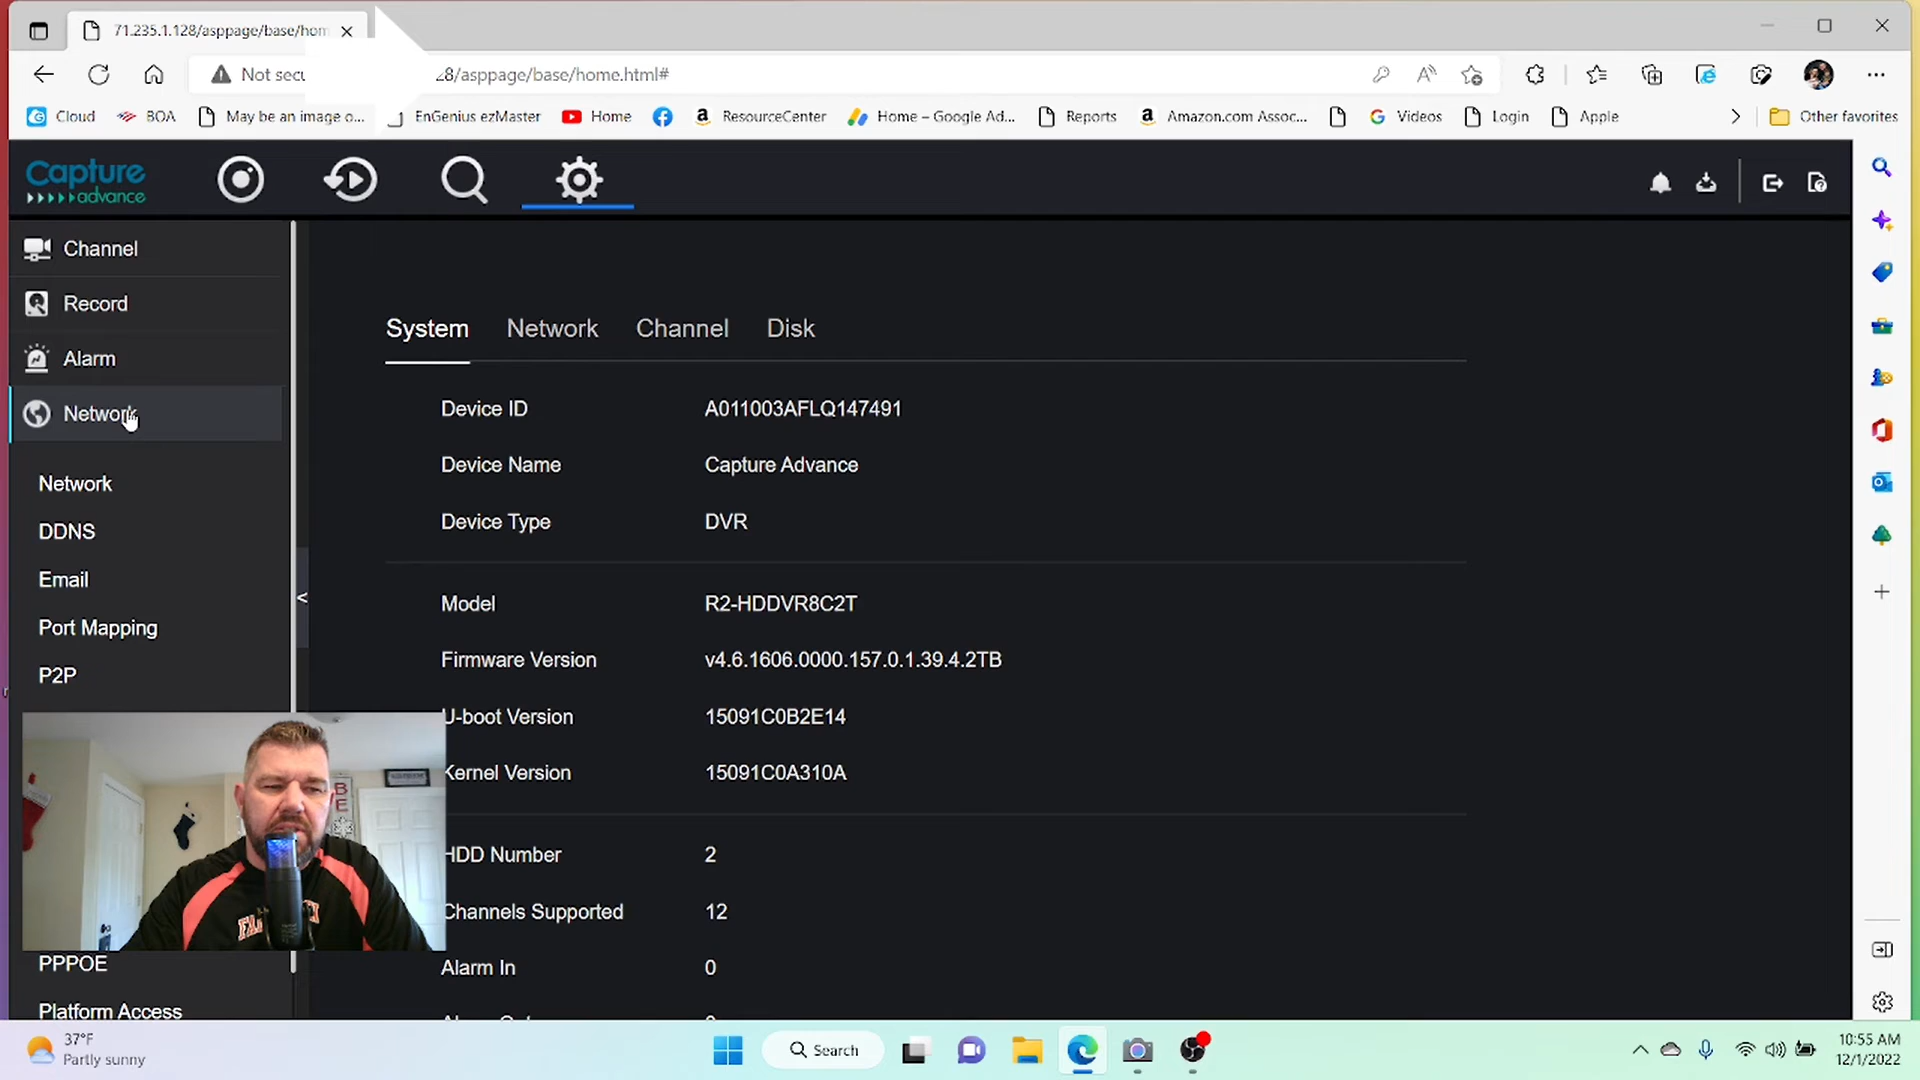 71.235.1.128/asppage/base/hom
Not secu 28/asppage/base/home.html#
Cloud BOA May be an image o... EnGenius ezMaster Home ResourceCenter Home – Google Ad... Reports Amazon.com Assoc... Videos Login Apple Other favorites
Capture
advance
Channel
Record
Alarm
Network
Network
DDNS
Email
Port Mapping
P2P
PPPOE
Platform Access
System Network Channel Disk
Device ID A011003AFLQ147491
Device Name Capture Advance
Device Type DVR
Model R2-HDDVR8C2T
Firmware Version v4.6.1606.0000.157.0.1.39.4.2TB
U-boot Version 15091C0B2E14
Kernel Version 15091C0A310A
HDD Number 2
Channels Supported 12
Alarm In 0
BE
37°F
Partly sunny
Search
10:55 AM
12/1/2022